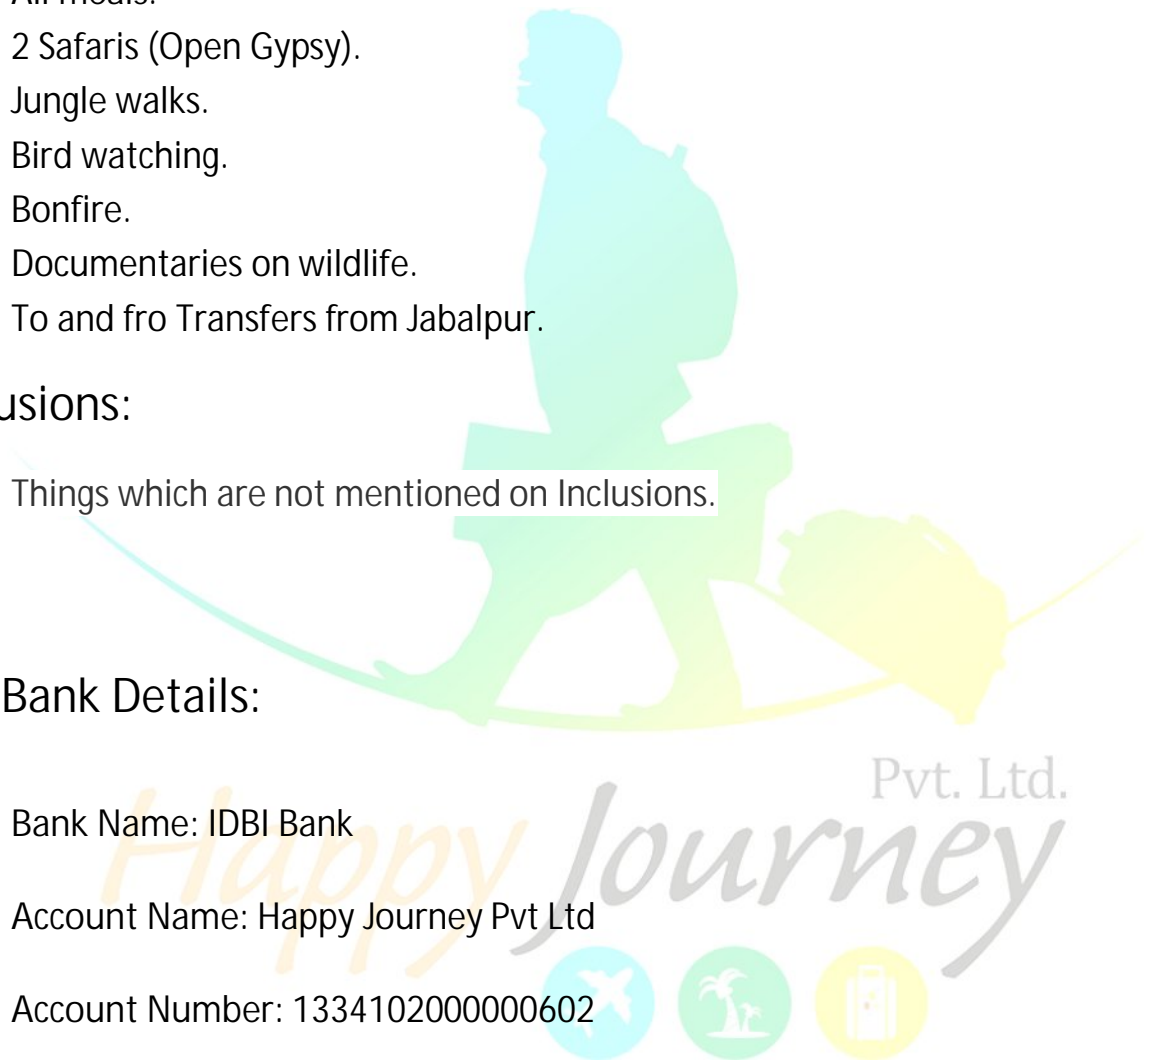 All meals.
2 Safaris (Open Gypsy).
Jungle walks.
Bird watching.
Bonfire.
Documentaries on wildlife.
To and fro Transfers from Jabalpur.
usions:
Things which are not mentioned on Inclusions.
Bank Details:
Pvt. Ltd.
Happy Journey
Bank Name: IDBI Bank
Account Name: Happy Journey Pvt Ltd
Account Number: 1334102000000602